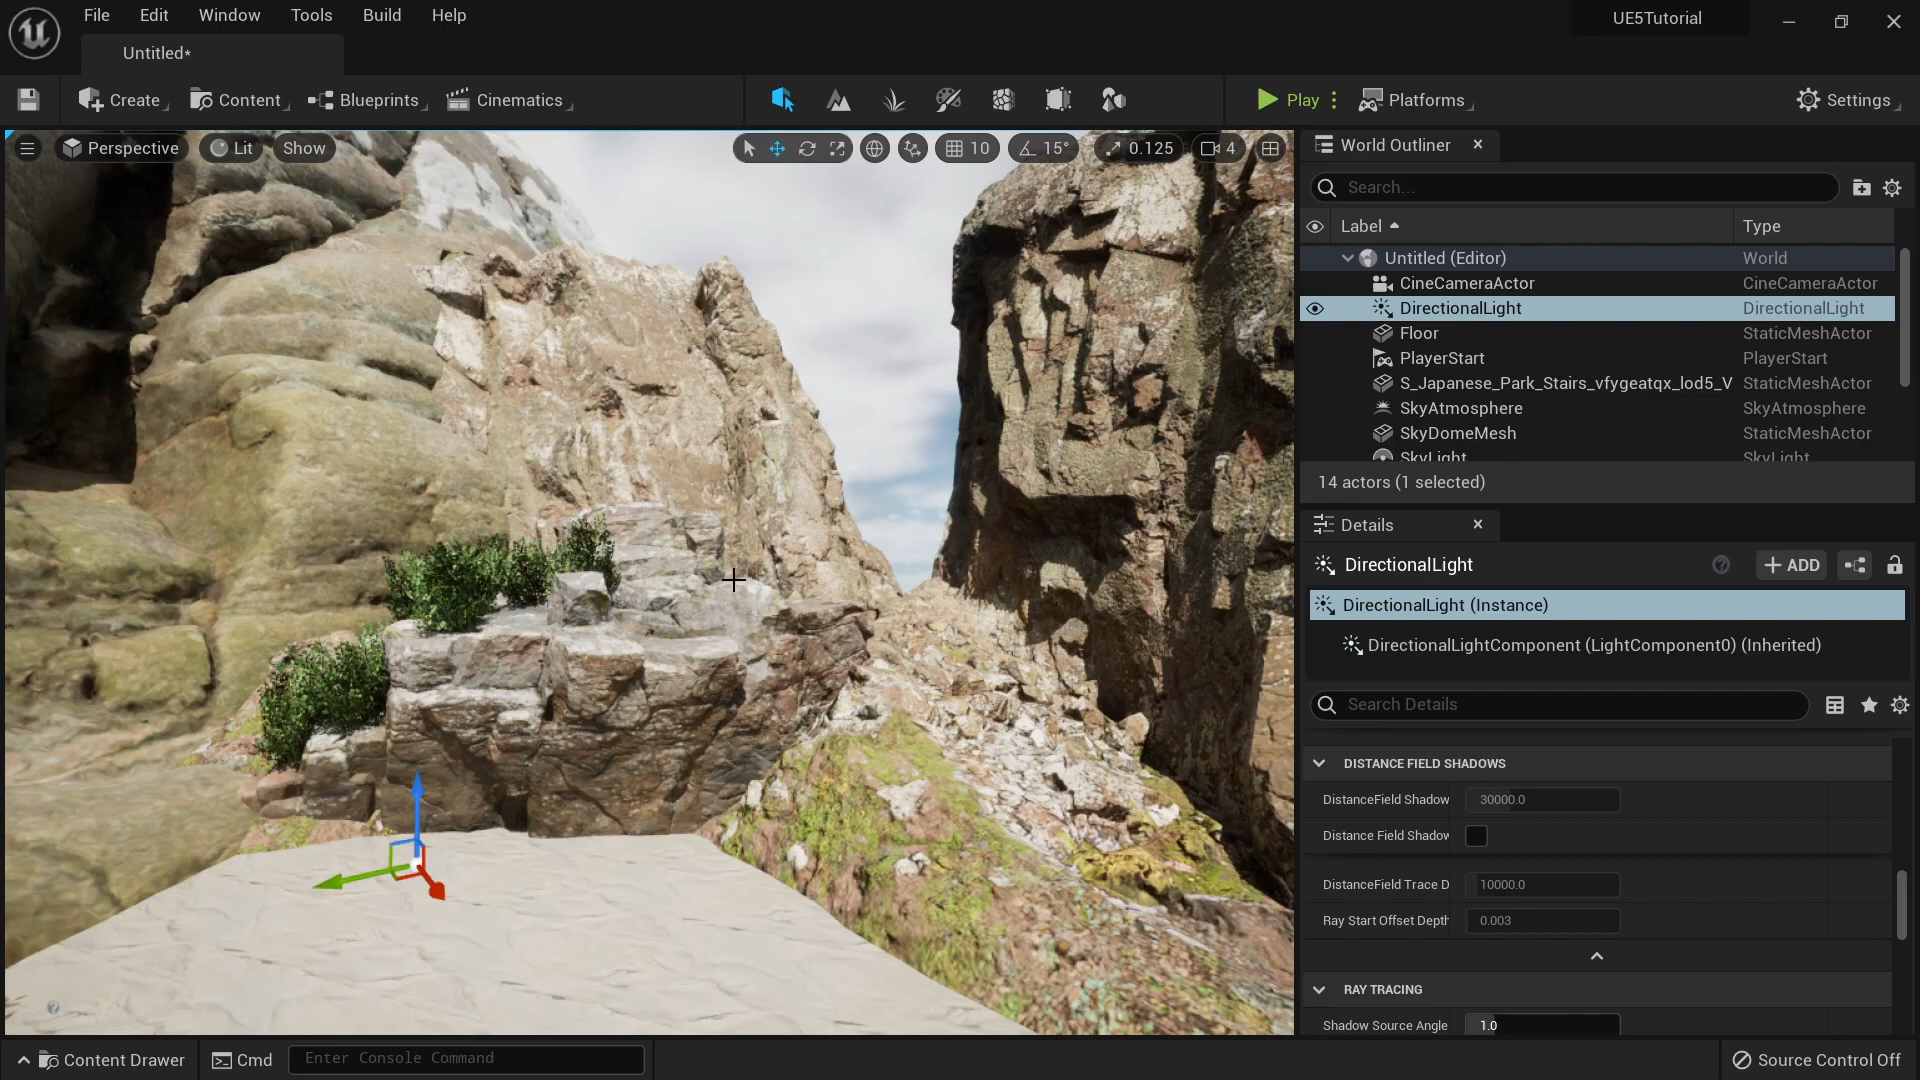 File Edit Window Tools Build Help
UE5Tutorial
Untitled*
Create Content Blueprints Cinematics
Play Platforms Settings
Perspective Lit Show
10 15° 0.125 4
World Outliner
Search...
Label Type
Untitled (Editor) World
CineCameraActor CineCameraActor
DirectionalLight DirectionalLight
Floor StaticMeshActor
PlayerStart PlayerStart
S_Japanese_Park_Stairs_vfygeatqx_lod5_V StaticMeshActor
SkyAtmosphere SkyAtmosphere
SkyDomeMesh StaticMeshActor
SkyLight SkyLight
14 actors (1 selected)
Details
DirectionalLight
+ ADD
DirectionalLight (Instance)
DirectionalLightComponent (LightComponent0) (Inherited)
Search Details
DISTANCE FIELD SHADOWS
DistanceField Shadow 30000.0
Distance Field Shadow
DistanceField Trace D 10000.0
Ray Start Offset Depth 0.003
RAY TRACING
Shadow Source Angle 1.0
Content Drawer Cmd Enter Console Command
Source Control Off